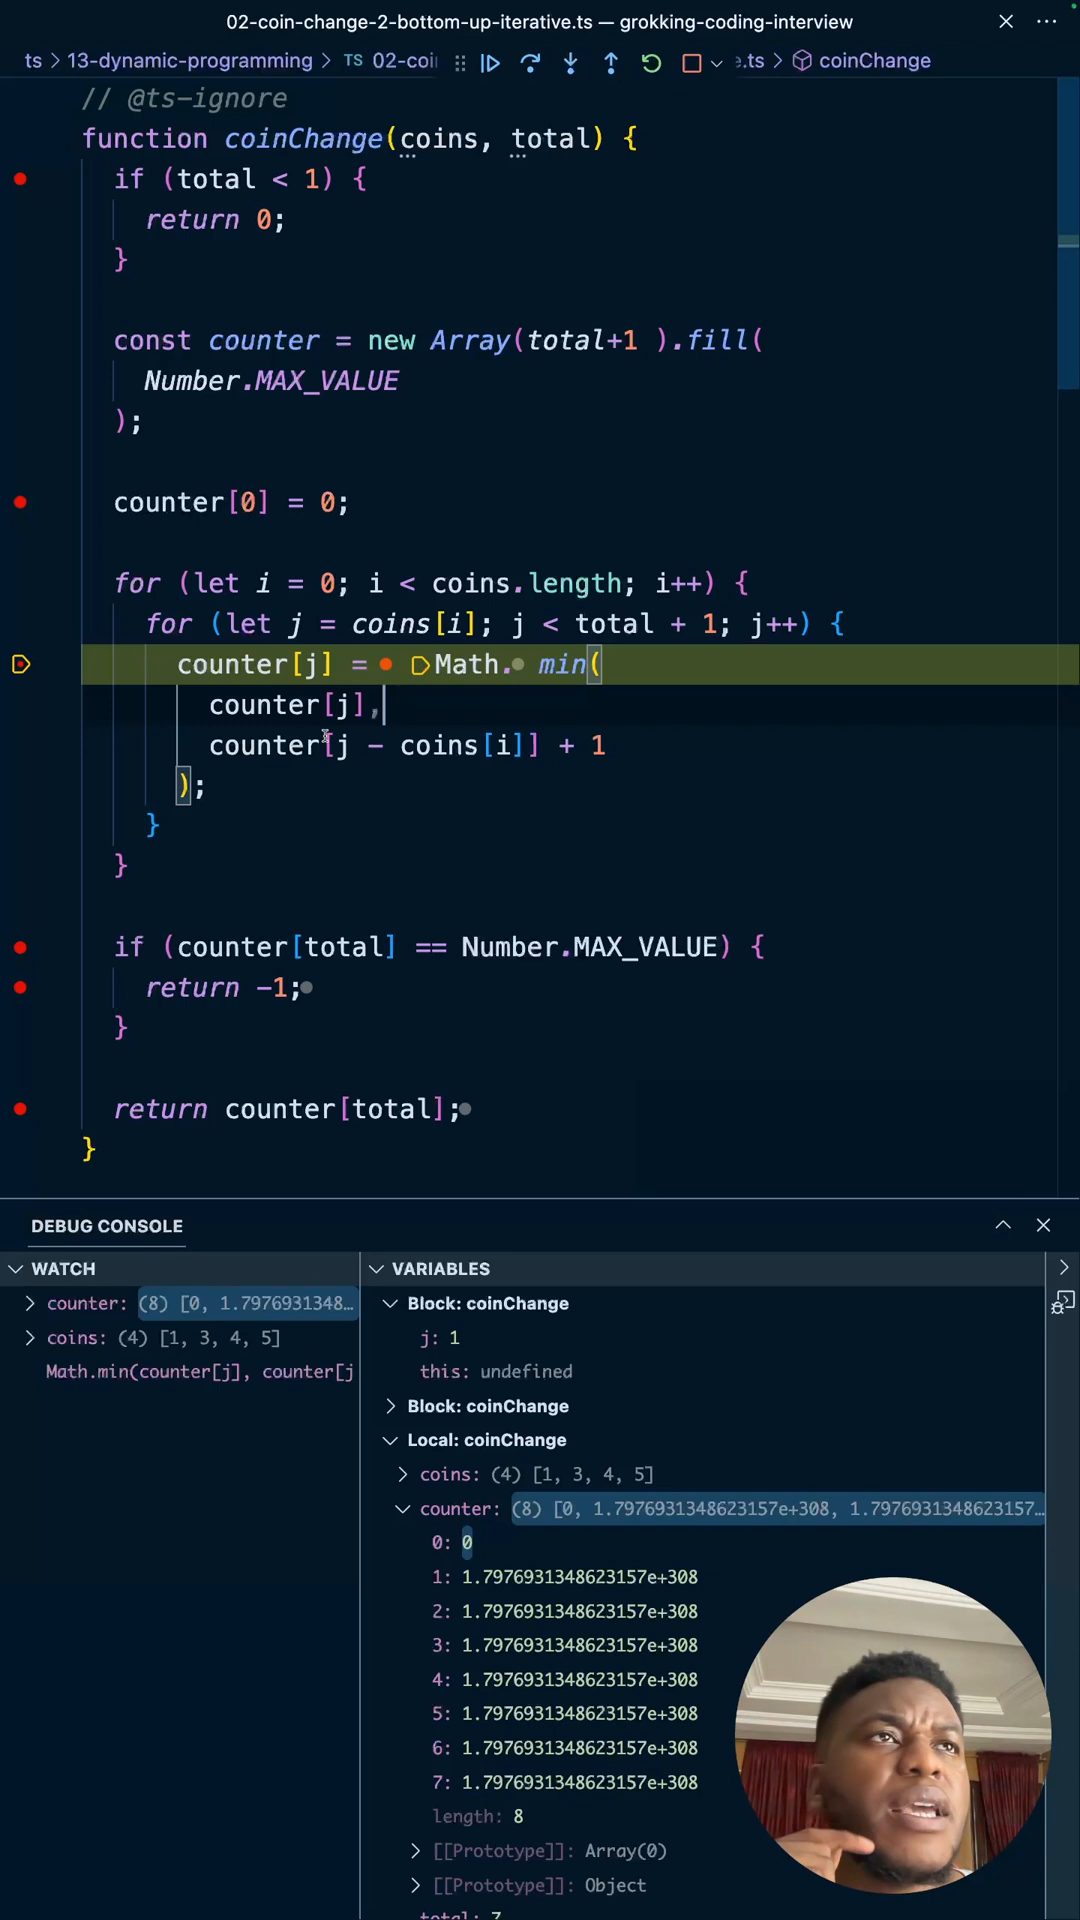 02-coin-change-2-bottom-up-iterative.ts — grokking-coding-interview
ts > 13-dynamic-programming > TS 02-coi e.ts > coinChange
// @ts-ignore
function coinChange(coins, total) {
if (total < 1) {
return 0;
}
const counter = new Array(total+1 ).fill(
Number.MAX_VALUE
);
counter[0] = 0;
for (let i = 0; i < coins.length; i++) {
for (let j = coins[i]; j < total + 1; j++) {
counter[j] = Math. min(
counter[j],
counter[j - coins[i]] + 1
);
}
}
if (counter[total] == Number.MAX_VALUE) {
return -1;
}
return counter[total];
}
DEBUG CONSOLE
WATCH
counter: (8) [0, 1.7976931348…
coins: (4) [1, 3, 4, 5]
Math.min(counter[j], counter[j
VARIABLES
Block: coinChange
j: 1
this: undefined
Block: coinChange
Local: coinChange
coins: (4) [1, 3, 4, 5]
counter: (8) [0, 1.7976931348623157e+308, 1.7976931348623157…
0: 0
1: 1.7976931348623157e+308
2: 1.7976931348623157e+308
3: 1.7976931348623157e+308
4: 1.7976931348623157e+308
5: 1.7976931348623157e+308
6: 1.7976931348623157e+308
7: 1.7976931348623157e+308
length: 8
[[Prototype]]: Array(0)
[[Prototype]]: Object
total: 7